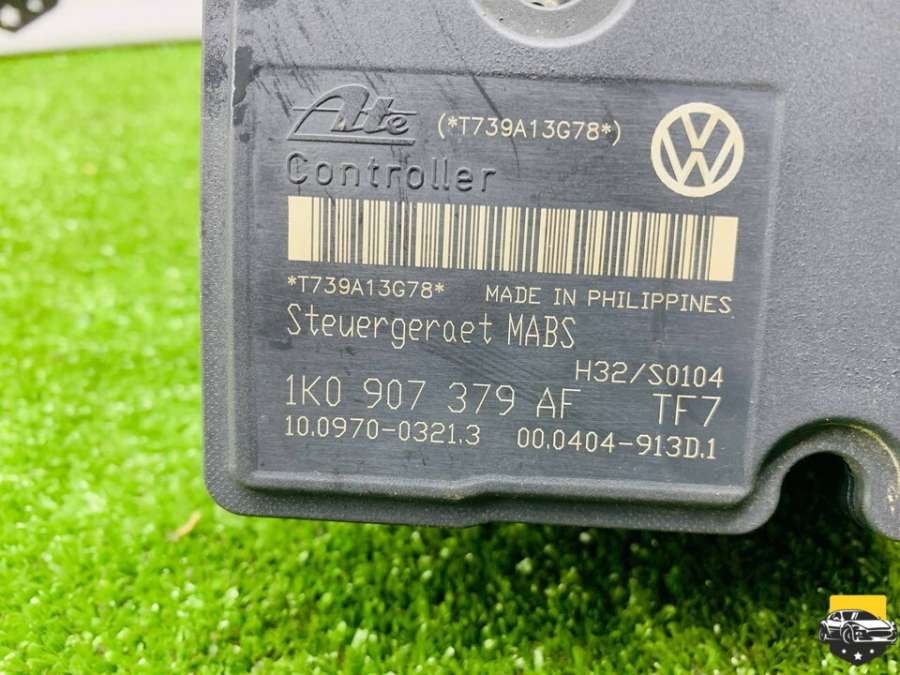 Ate (*T739A13G78*)
Controller
*T739A13G78* MADE IN PHILIPPINES
Steuergeraet MABS
H32/S0104
1K0 907 379 AF TF7
10.0970-0321.3 00.0404-913D.1